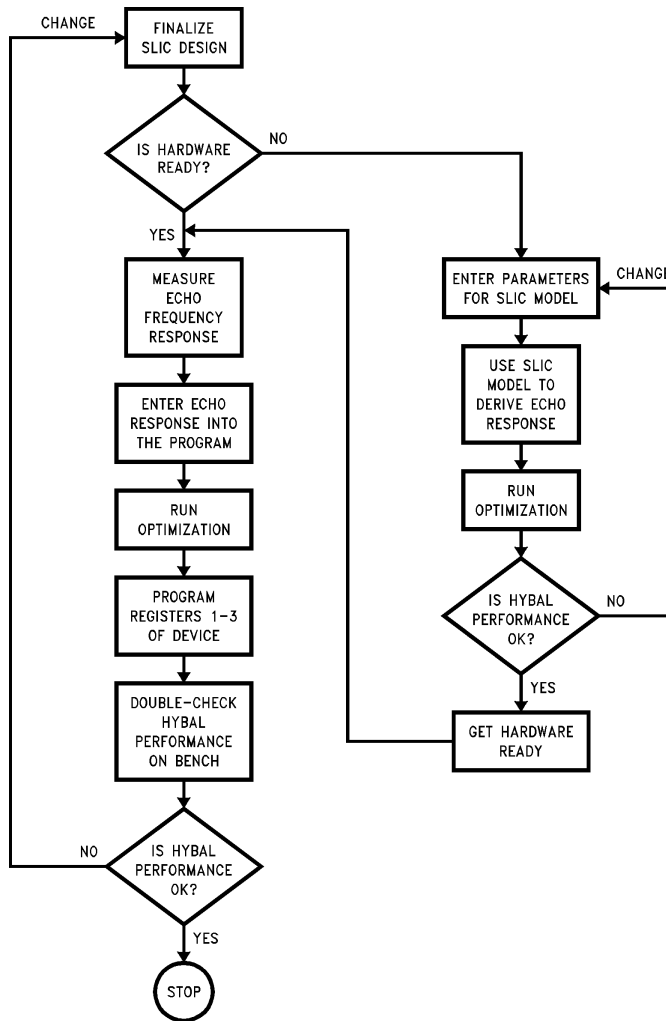 CHANGE
FINALIZE
SLIC DESIGN
IS HARDWARE
READY?
NO
YES
MEASURE
ECHO
FREQUENCY
RESPONSE
ENTER ECHO
RESPONSE INTO
THE PROGRAM
RUN
OPTIMIZATION
PROGRAM
REGISTERS 1-3
OF DEVICE
DOUBLE-CHECK
HYBAL
PERFORMANCE
ON BENCH
NO
IS HYBAL
PERFORMANCE
OK?
YES
STOP
ENTER PARAMETERS
FOR SLIC MODEL
CHANGE
USE SLIC
MODEL TO
DERIVE ECHO
RESPONSE
RUN
OPTIMIZATION
IS HYBAL
PERFORMANCE
OK?
NO
YES
GET HARDWARE
READY